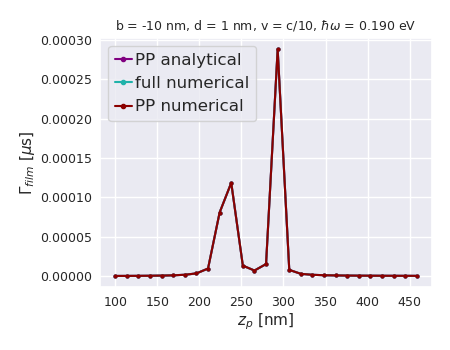 b = -10 nm, d = 1 nm, v = c/10, ℏω = 0.190 eV
0.00030
0.00025
0.00020
0.00015
0.00010
0.00005
0.00000
Γfilm [μs]
PP analytical
full numerical
PP numerical
100 150 200 250 300 350 400 450
zp [nm]